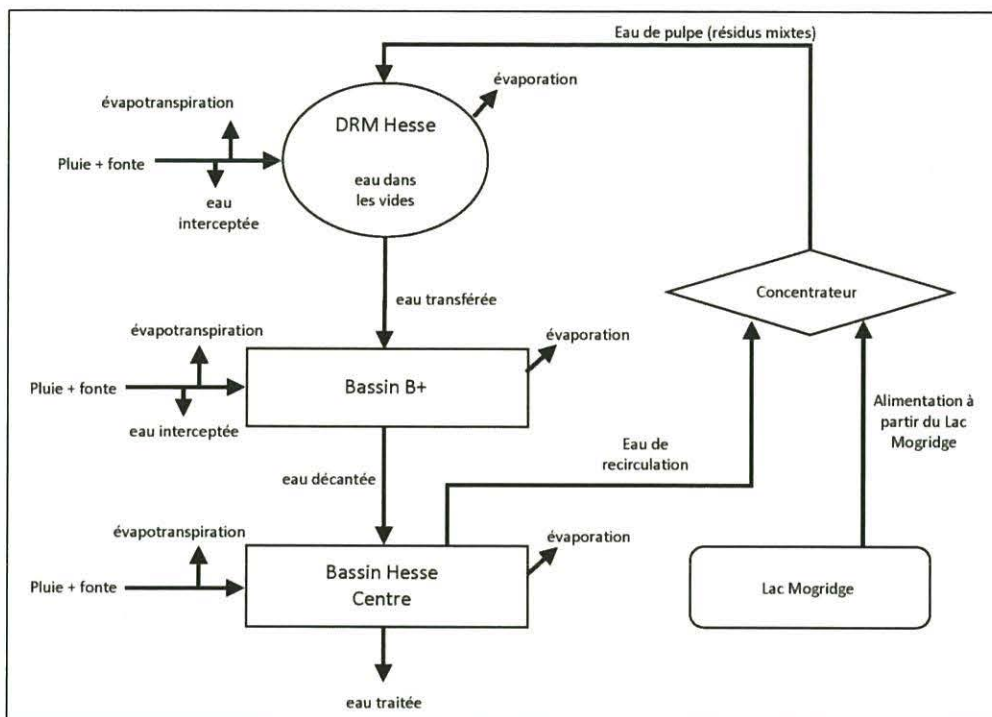 Eau de pulpe (résidus mixtes)
évaporation
évapotranspiration
DRM Hesse
Pluie + fonte
eau dans
les vides
eau
interceptée
eau transférée
Concentrateur
évapotranspiration
évaporation
Bassin B+
Pluie + fonte
eau interceptée
Alimentation à
partir du Lac
Mogridge
Eau de
recirculation
eau décantée
évapotranspiration
évaporation
Bassin Hesse
Centre
Pluie + fonte
Lac Mogridge
eau traitée